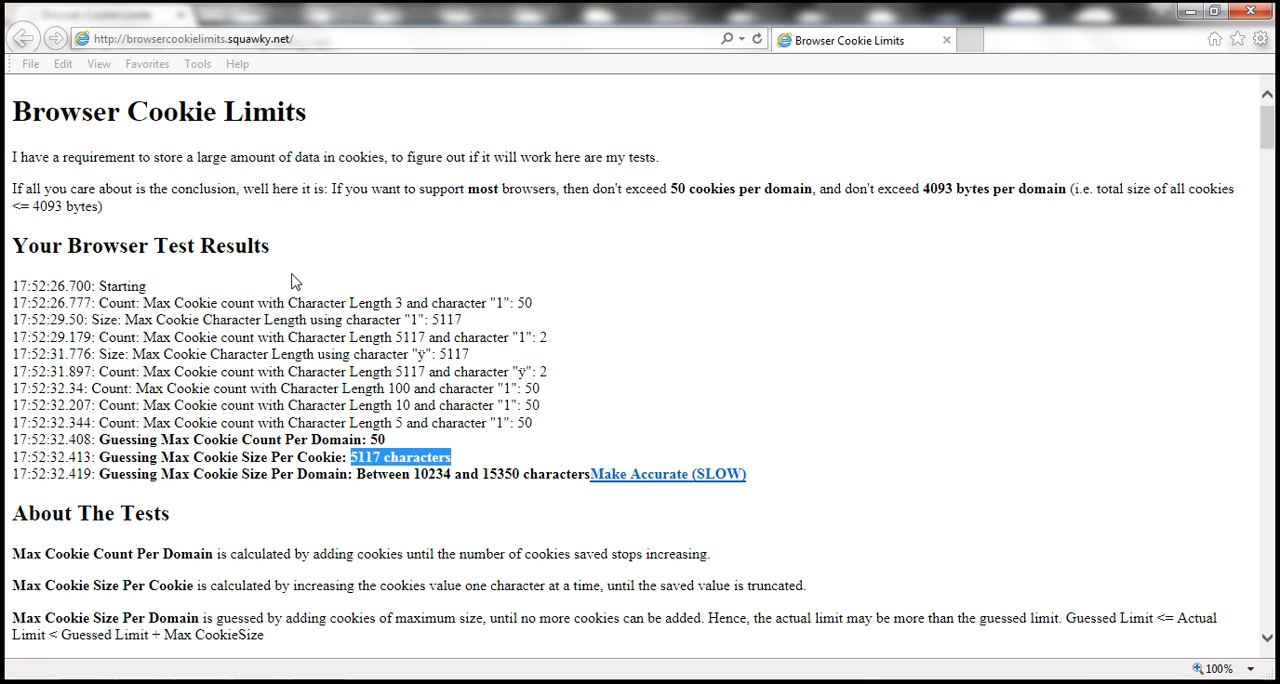 http://browsercookielimits.squawky.net/
Browser Cookie Limits
File Edit View Favorites Tools Help
Browser Cookie Limits
I have a requirement to store a large amount of data in cookies, to figure out if it will work here are my tests.
If all you care about is the conclusion, well here it is: If you want to support most browsers, then don't exceed 50 cookies per domain, and don't exceed 4093 bytes per domain (i.e. total size of all cookies
<= 4093 bytes)
Your Browser Test Results
17:52:26.700: Starting
17:52:26.777: Count: Max Cookie count with Character Length 3 and character "1": 50
17:52:29.50: Size: Max Cookie Character Length using character "1": 5117
17:52:29.179: Count: Max Cookie count with Character Length 5117 and character "1": 2
17:52:31.776: Size: Max Cookie Character Length using character "ÿ": 5117
17:52:31.897: Count: Max Cookie count with Character Length 5117 and character "ÿ": 2
17:52:32.34: Count: Max Cookie count with Character Length 100 and character "1": 50
17:52:32.207: Count: Max Cookie count with Character Length 10 and character "1": 50
17:52:32.344: Count: Max Cookie count with Character Length 5 and character "1": 50
17:52:32.408: Guessing Max Cookie Count Per Domain: 50
17:52:32.413: Guessing Max Cookie Size Per Cookie: 5117 characters
17:52:32.419: Guessing Max Cookie Size Per Domain: Between 10234 and 15350 charactersMake Accurate (SLOW)
About The Tests
Max Cookie Count Per Domain is calculated by adding cookies until the number of cookies saved stops increasing.
Max Cookie Size Per Cookie is calculated by increasing the cookies value one character at a time, until the saved value is truncated.
Max Cookie Size Per Domain is guessed by adding cookies of maximum size, until no more cookies can be added. Hence, the actual limit may be more than the guessed limit. Guessed Limit <= Actual
Limit < Guessed Limit + Max CookieSize
100%